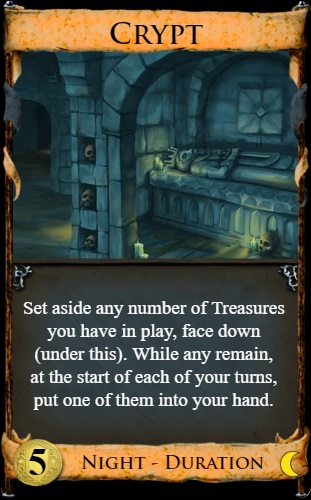 Crypt
Set aside any number of Treasures
you have in play, face down
(under this). While any remain,
at the start of each of your turns,
put one of them into your hand.
5 Night - Duration